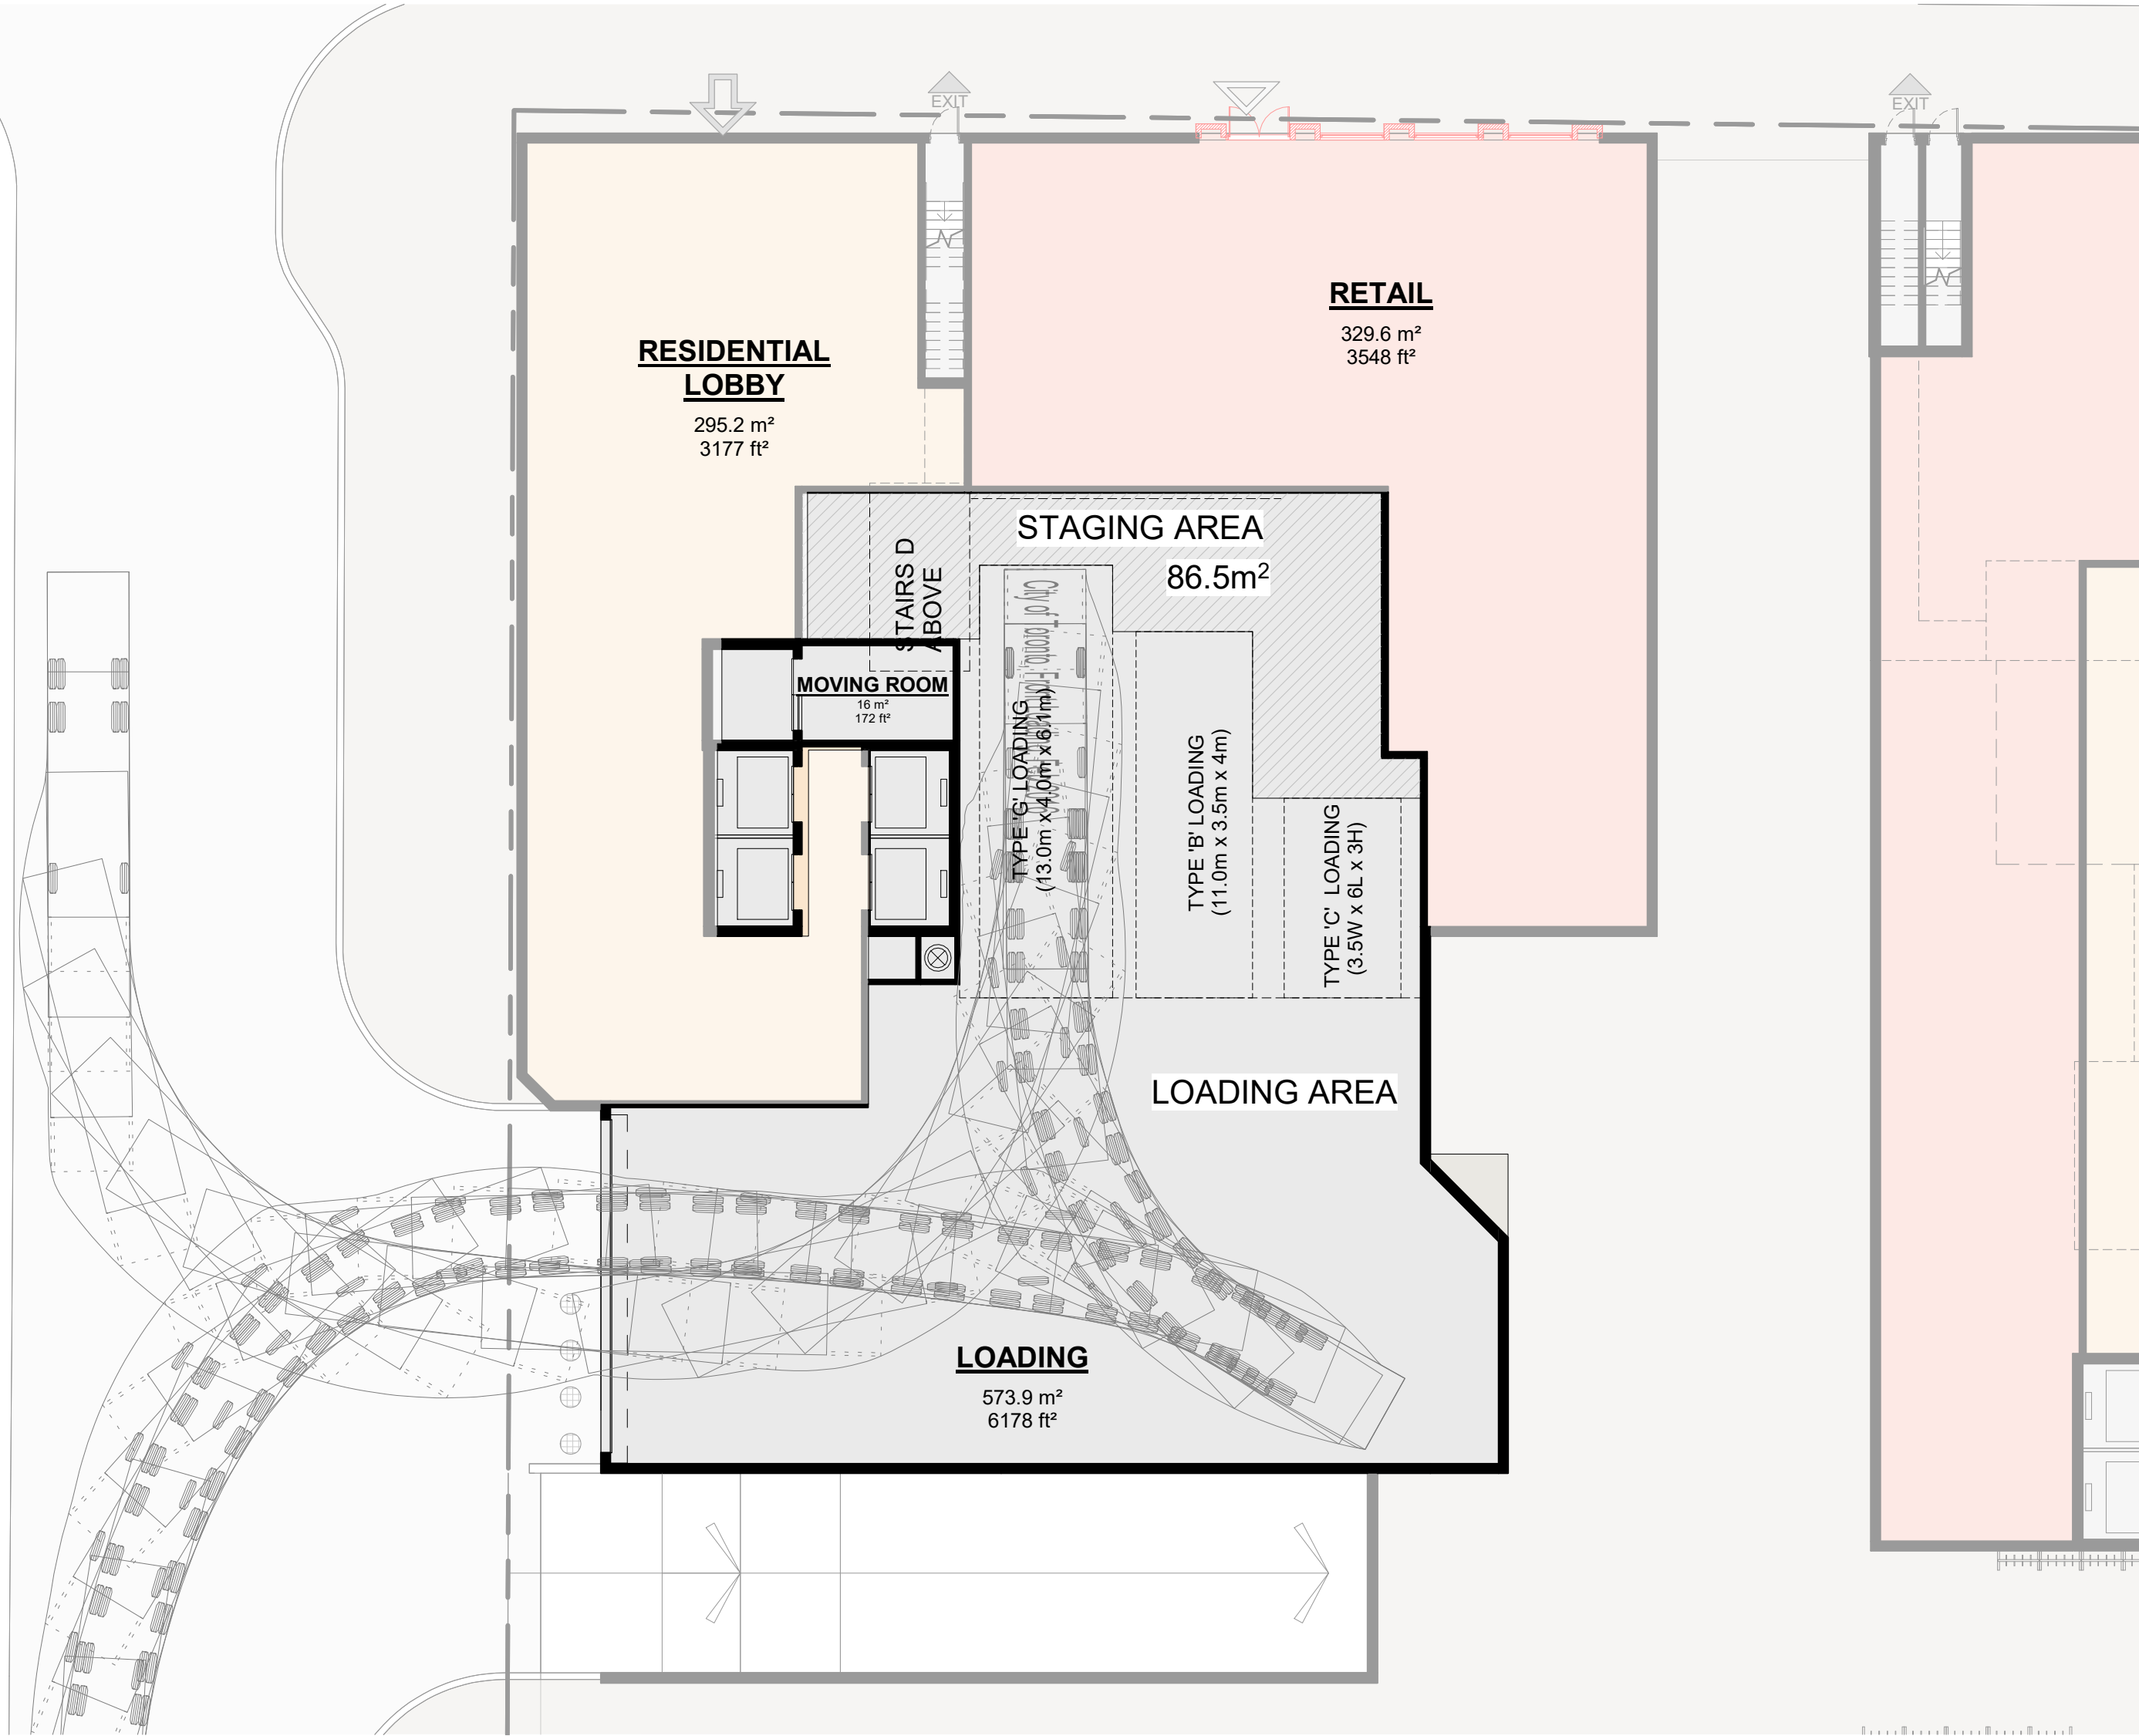 EXIT
EXIT
RETAIL
329.6 m²
3548 ft²
RESIDENTIAL
LOBBY
295.2 m²
3177 ft²
STAGING AREA
86.5m²
STAIRS D
ABOVE
MOVING ROOM
16 m²
172 ft²
TYPE 'G' LOADING
(13.0m x 4.0m x 6.1m)
TYPE 'B' LOADING
(11.0m x 3.5m x 4m)
TYPE 'C' LOADING
(3.5W x 6L x 3H)
LOADING AREA
LOADING
573.9 m²
6178 ft²